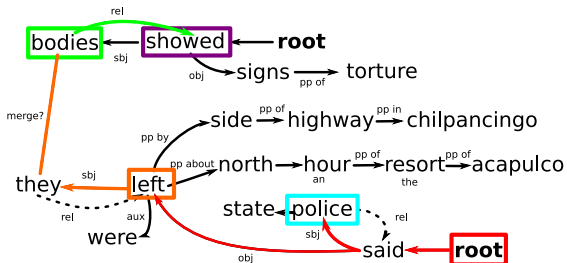 rel
bodies showed root
sbj
obj
signs pp of torture
merge?
pp by side pp of highway pp in chilpancingo
pp about north hour pp of resort pp of acapulco
an the
they sbj left
rel aux
were
state police rel
sbj
said root
obj